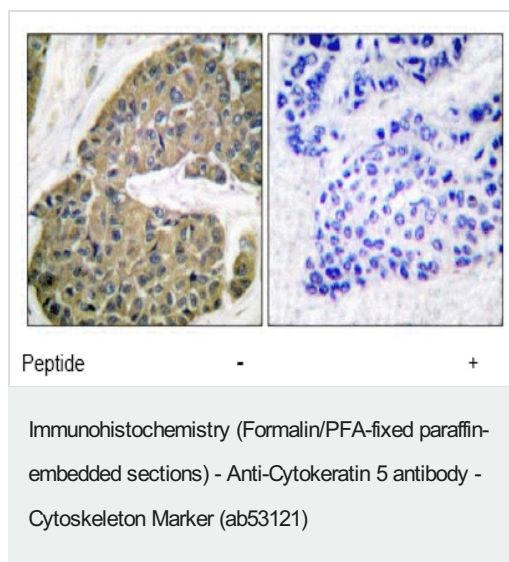 Peptide - +
Immunohistochemistry (Formalin/PFA-fixed paraffin-
embedded sections) - Anti-Cytokeratin 5 antibody -
Cytoskeleton Marker (ab53121)